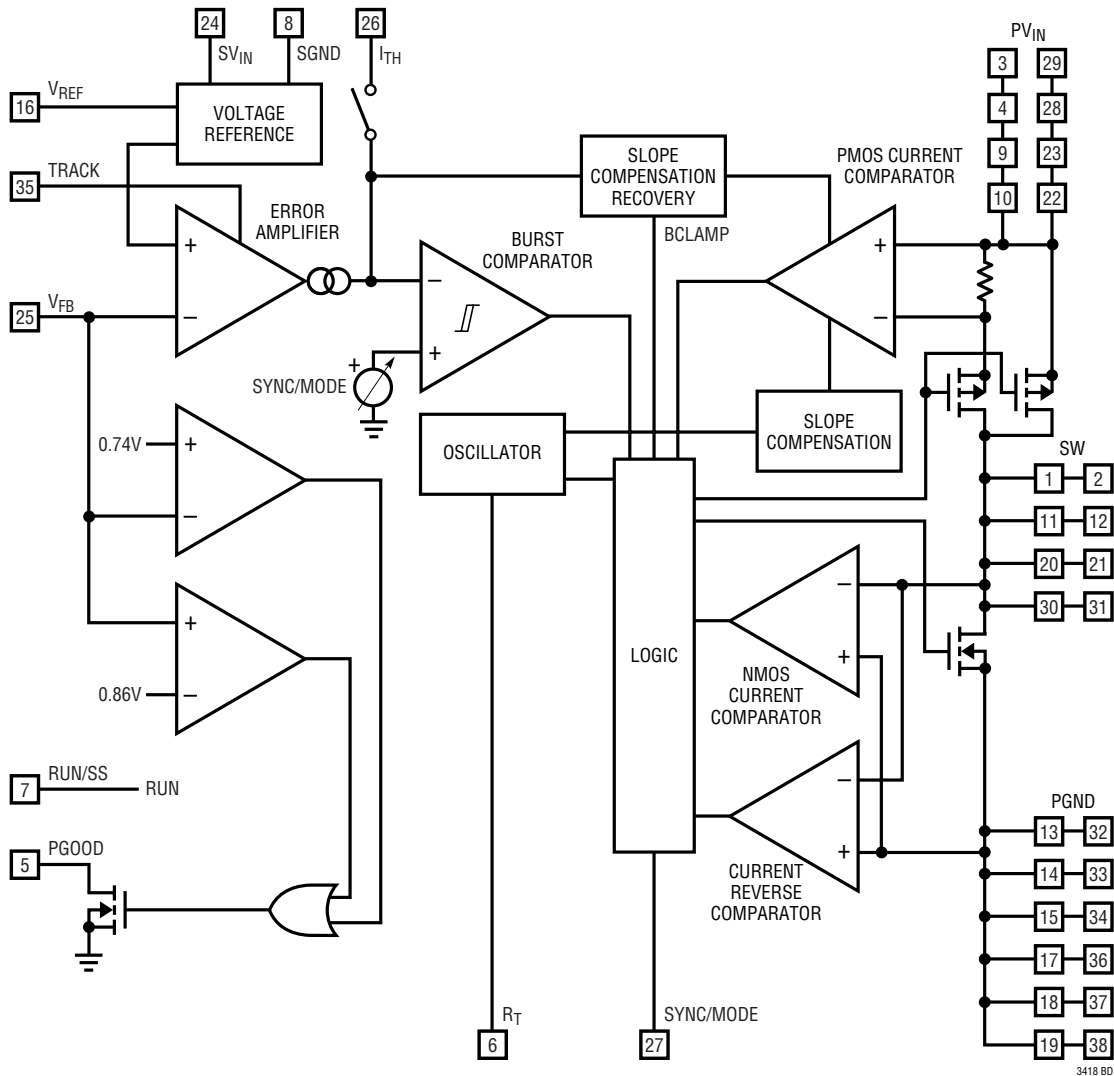 24
8
26
SVIN
SGND
ITH
PVIN
3
29
4
28
9
23
10
22
16
VREF
VOLTAGE
REFERENCE
35
TRACK
SLOPE
COMPENSATION
RECOVERY
PMOS CURRENT
COMPARATOR
ERROR
AMPLIFIER
BCLAMP
BURST
COMPARATOR
+
–
+
–
25
VFB
–
+
+
SYNC/MODE
0.74V
+
–
OSCILLATOR
SLOPE
COMPENSATION
SW
1
2
11
12
20
21
30
31
–
+
NMOS
CURRENT
COMPARATOR
LOGIC
+
–
0.86V
7
RUN/SS
RUN
–
+
CURRENT
REVERSE
COMPARATOR
5
PGOOD
PGND
13
32
14
33
15
34
17
36
18
37
19
38
RT
6
SYNC/MODE
27
3418 BD